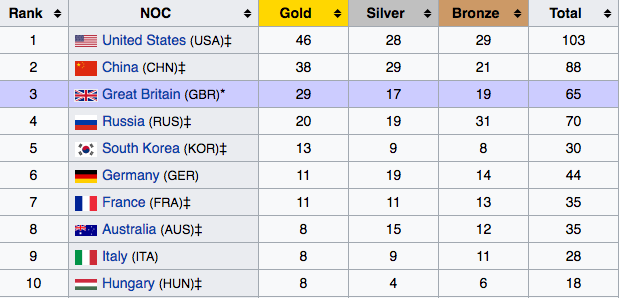 Rank NOC Gold Silver Bronze Total
1 United States (USA)‡ 46 28 29 103
2 China (CHN)‡ 38 29 21 88
3 Great Britain (GBR)* 29 17 19 65
4 Russia (RUS)‡ 20 19 31 70
5 South Korea (KOR)‡ 13 9 8 30
6 Germany (GER) 11 19 14 44
7 France (FRA)‡ 11 11 13 35
8 Australia (AUS)‡ 8 15 12 35
9 Italy (ITA) 8 9 11 28
10 Hungary (HUN)‡ 8 4 6 18